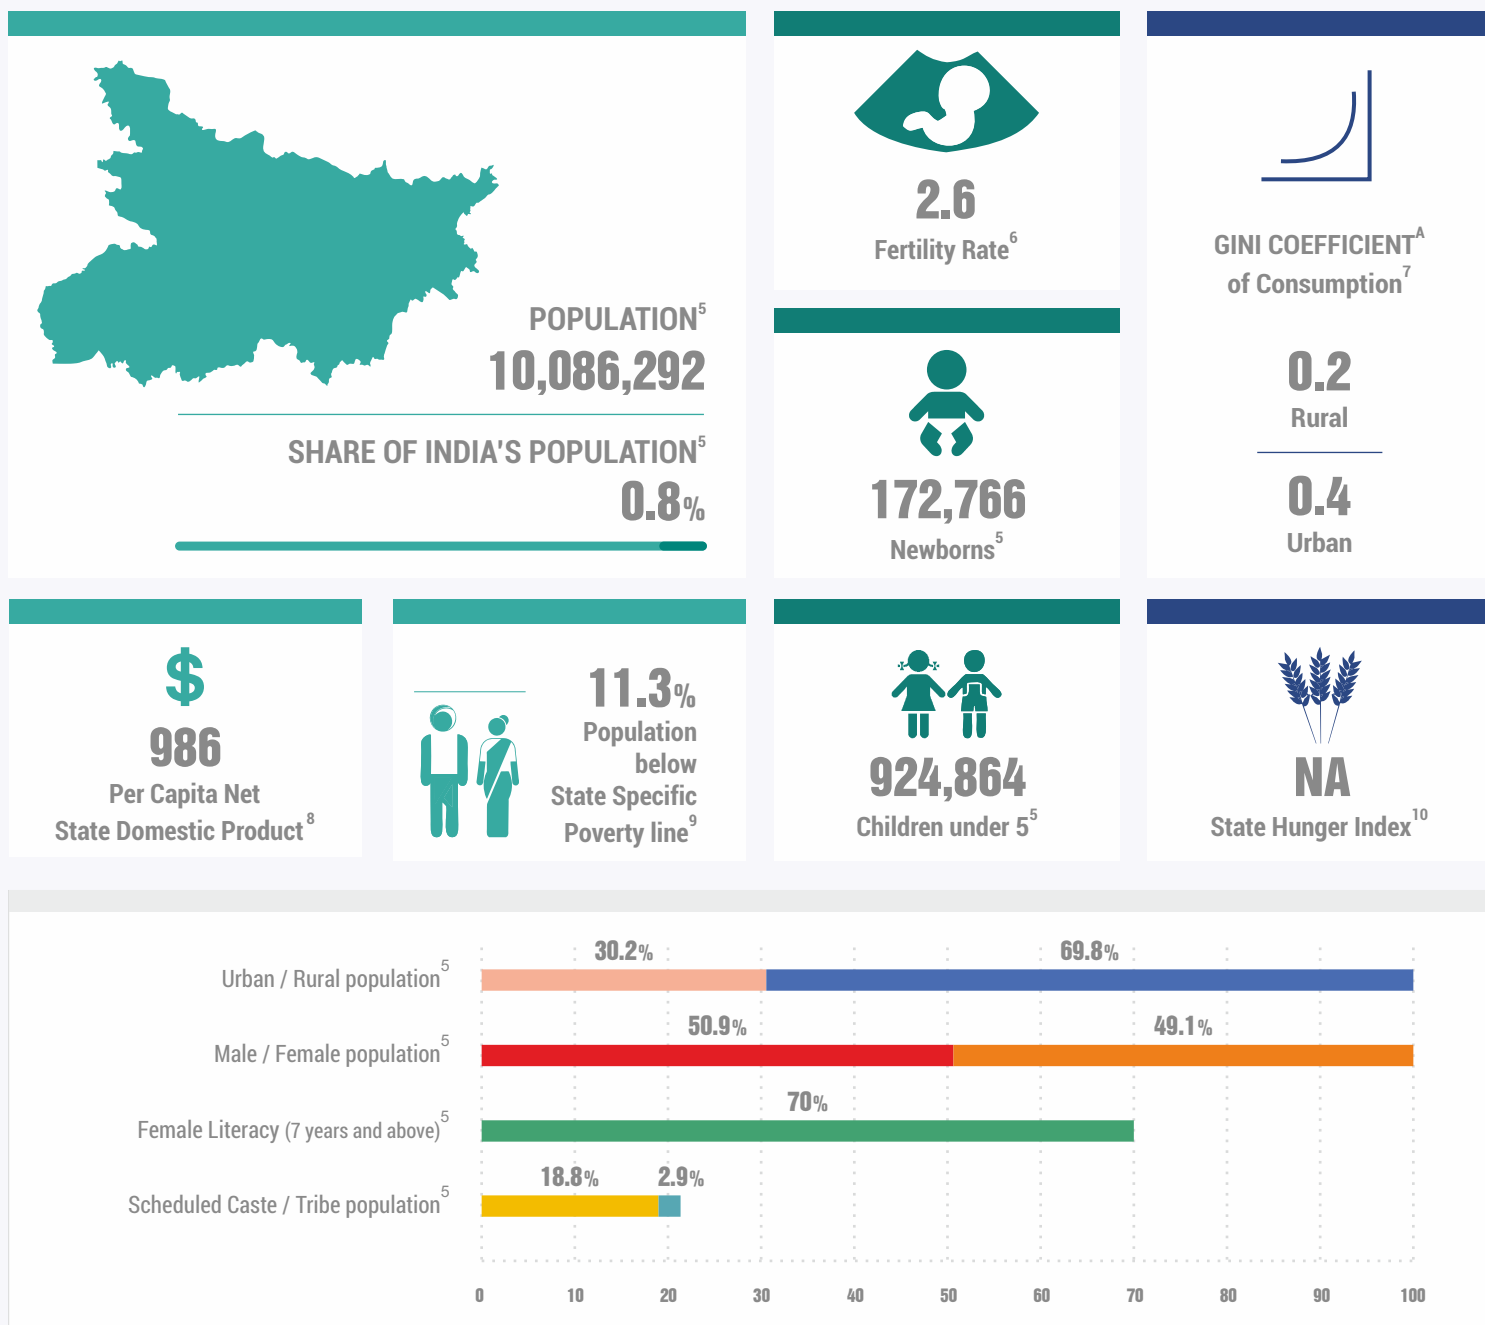 POPULATION5
10,086,292
SHARE OF INDIA'S POPULATION5
0.8%
2.6
Fertility Rate6
172,766
Newborns5
GINI COEFFICIENTA
of Consumption7
0.2
Rural
0.4
Urban
$
986
Per Capita Net
State Domestic Product8
11.3%
Population
below
State Specific
Poverty line9
924,864
Children under 55
NA
State Hunger Index10
30.2% 69.8%
Urban / Rural population5
50.9% 49.1%
Male / Female population5
70%
Female Literacy (7 years and above)5
18.8% 2.9%
Scheduled Caste / Tribe population5
0 10 20 30 40 50 60 70 80 90 100